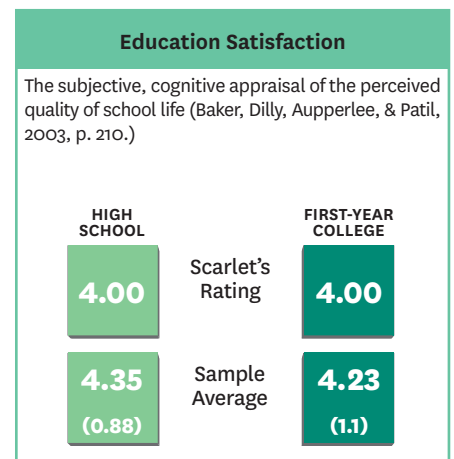 Education Satisfaction
The subjective, cognitive appraisal of the perceived
quality of school life (Baker, Dilly, Aupperlee, & Patil,
2003, p. 210.)
HIGH
SCHOOL
FIRST-YEAR
COLLEGE
4.00
Scarlet’s
Rating
4.00
4.35
(0.88)
Sample
Average
4.23
(1.1)